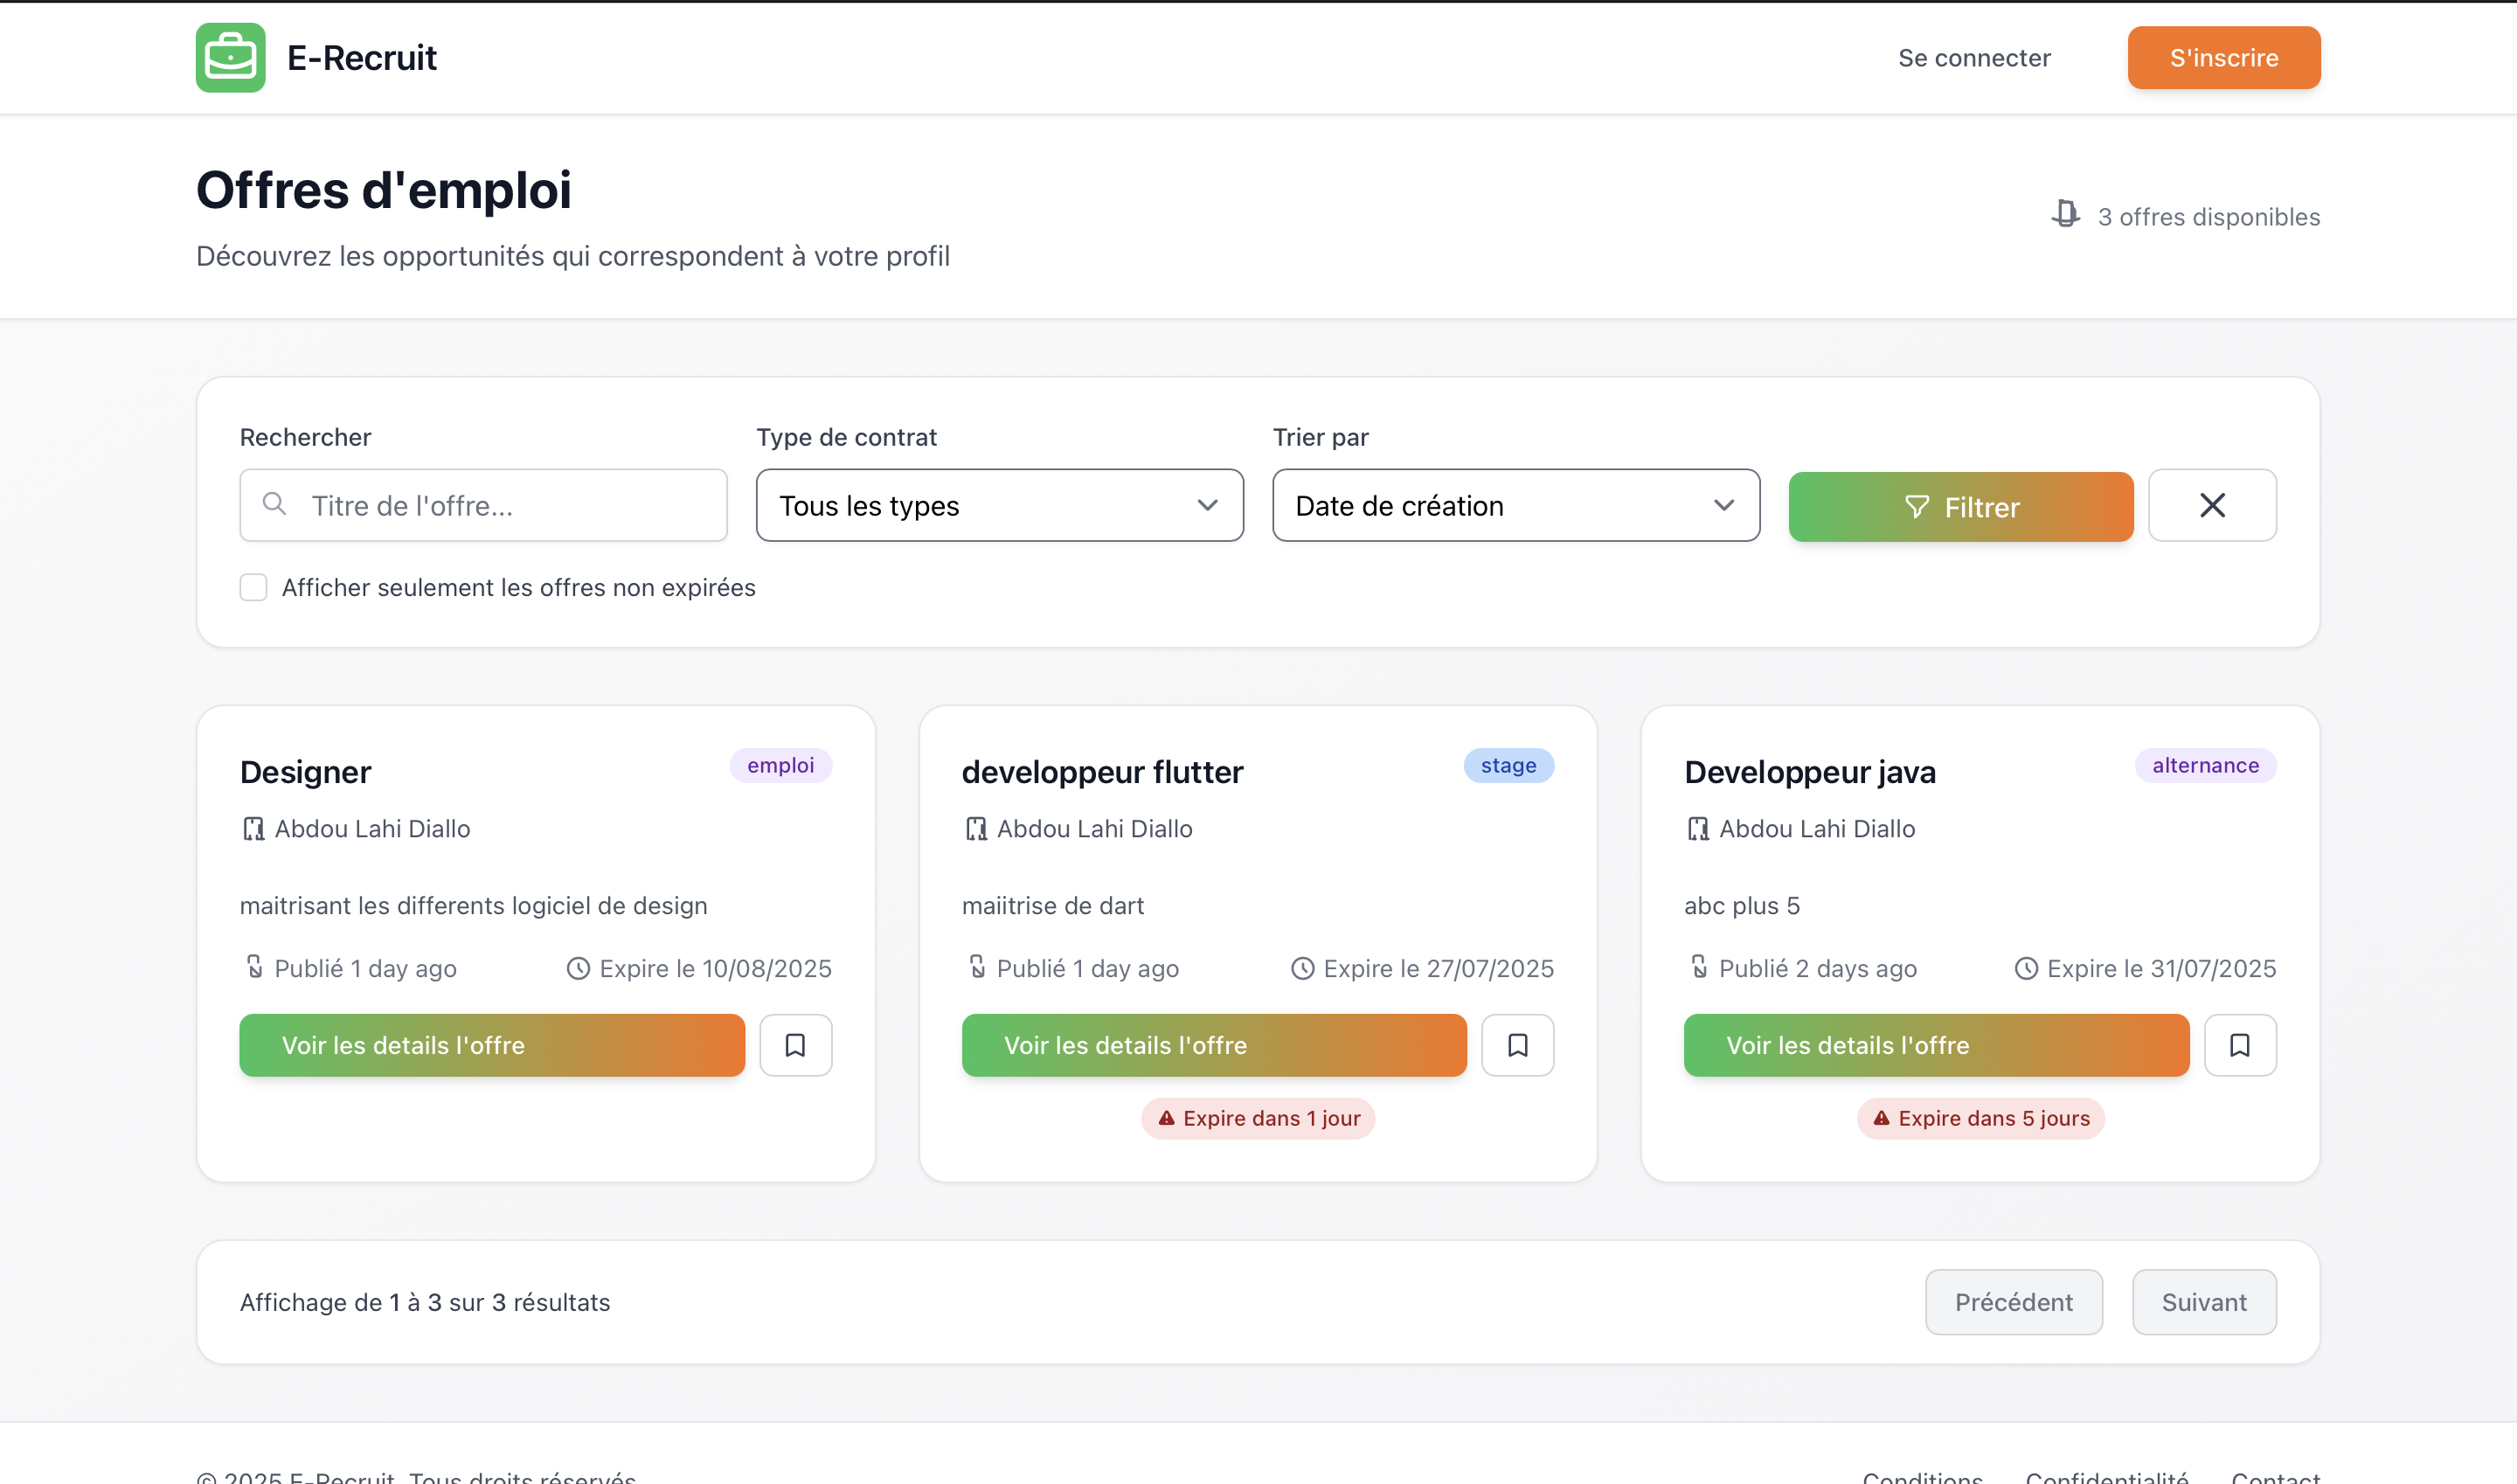 E-Recruit
Se connecter
S'inscrire
Offres d'emploi
Découvrez les opportunités qui correspondent à votre profil
3 offres disponibles
Rechercher
Type de contrat
Trier par
Titre de l'offre...
Tous les types
Date de création
Filtrer
Afficher seulement les offres non expirées
Designer
emploi
Abdou Lahi Diallo
maitrisant les differents logiciel de design
Publié 1 day ago
Expire le 10/08/2025
Voir les details l'offre
developpeur flutter
stage
Abdou Lahi Diallo
maiitrise de dart
Publié 1 day ago
Expire le 27/07/2025
Voir les details l'offre
Expire dans 1 jour
Developpeur java
alternance
Abdou Lahi Diallo
abc plus 5
Publié 2 days ago
Expire le 31/07/2025
Voir les details l'offre
Expire dans 5 jours
Affichage de 1 à 3 sur 3 résultats
Précédent
Suivant
© 2025 E-Recruit. Tous droits réservés
Conditions
Confidentialité
Contact